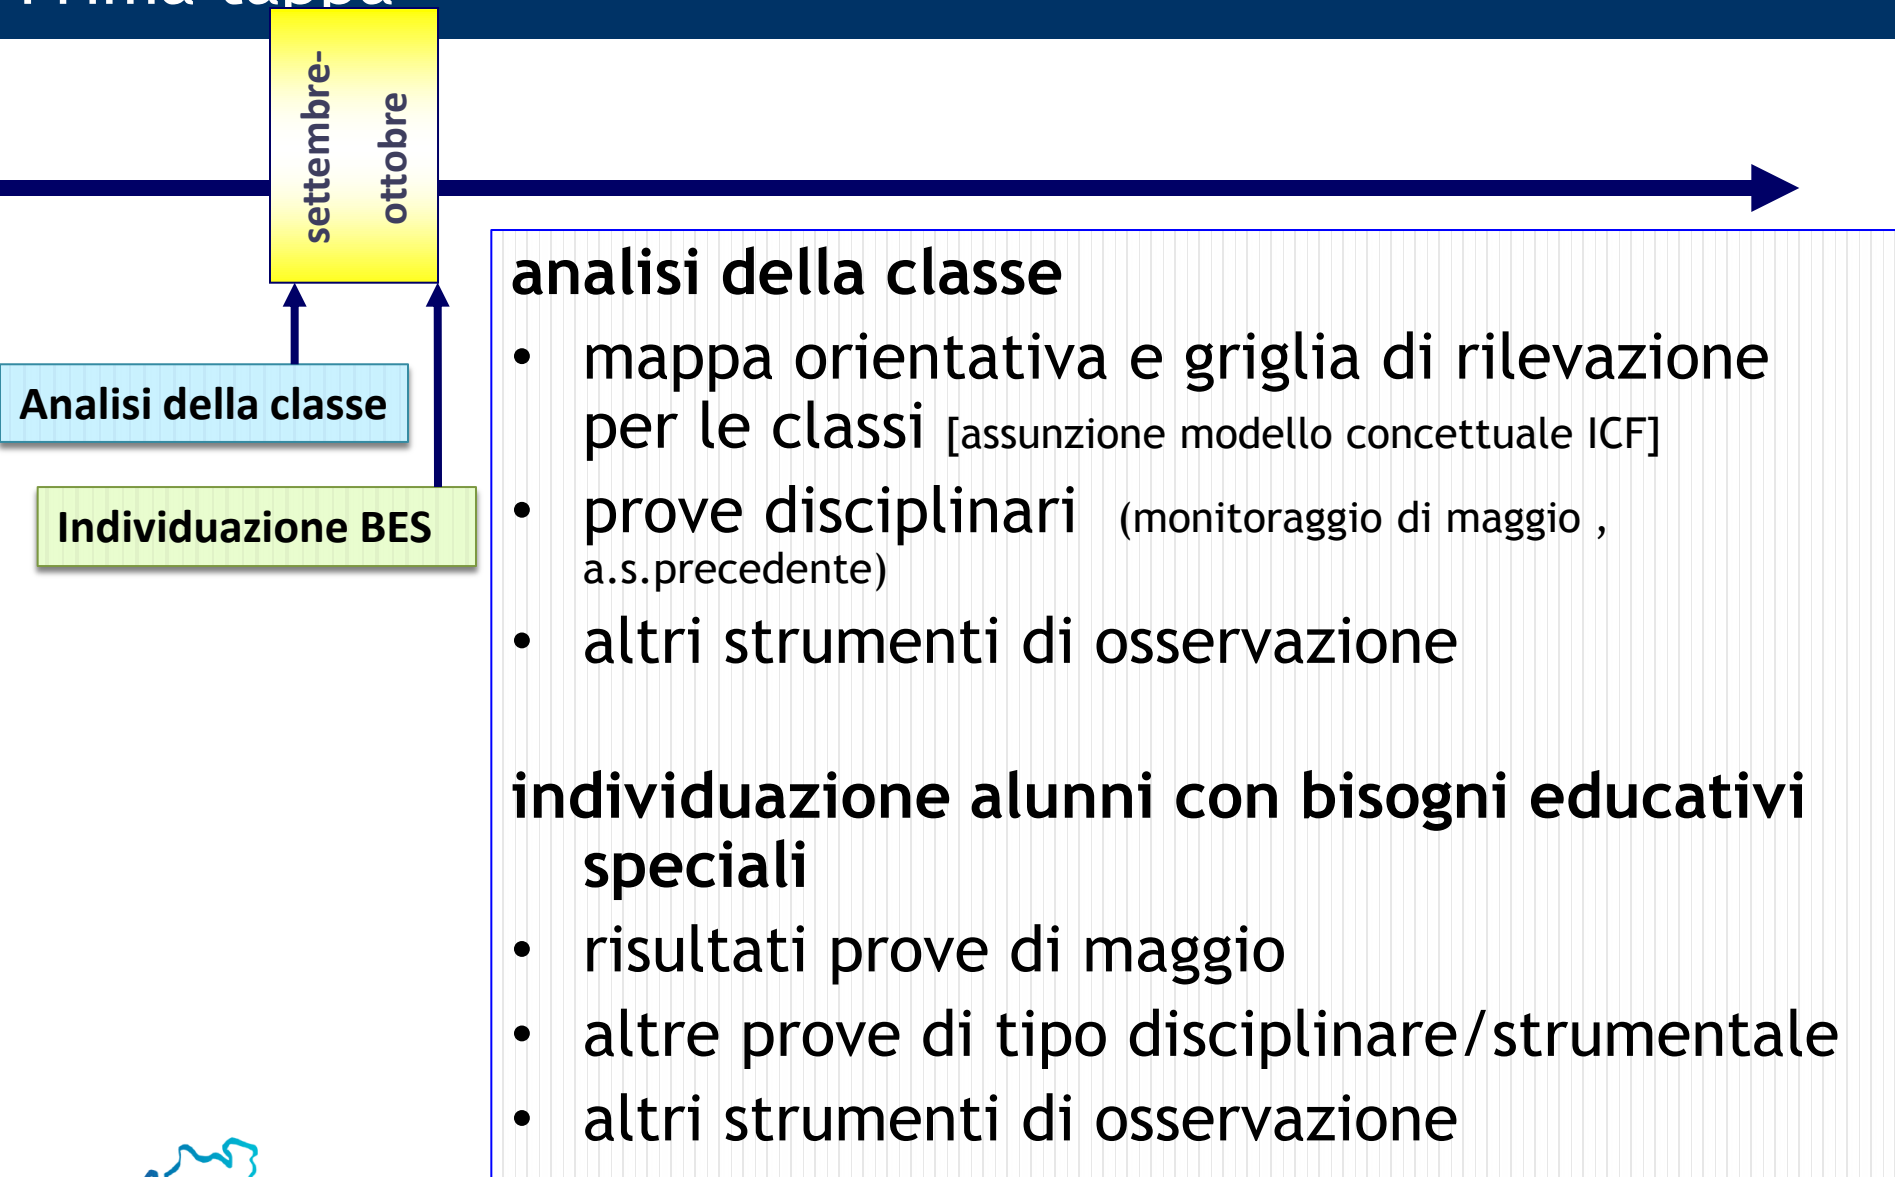 Prima tappa
settembre-
ottobre
Analisi della classe
Individuazione BES
analisi della classe
• mappa orientativa e griglia di rilevazione
per le classi [assunzione modello concettuale ICF]
• prove disciplinari (monitoraggio di maggio ,
a.s.precedente)
• altri strumenti di osservazione
individuazione alunni con bisogni educativi
speciali
• risultati prove di maggio
• altre prove di tipo disciplinare/strumentale
• altri strumenti di osservazione